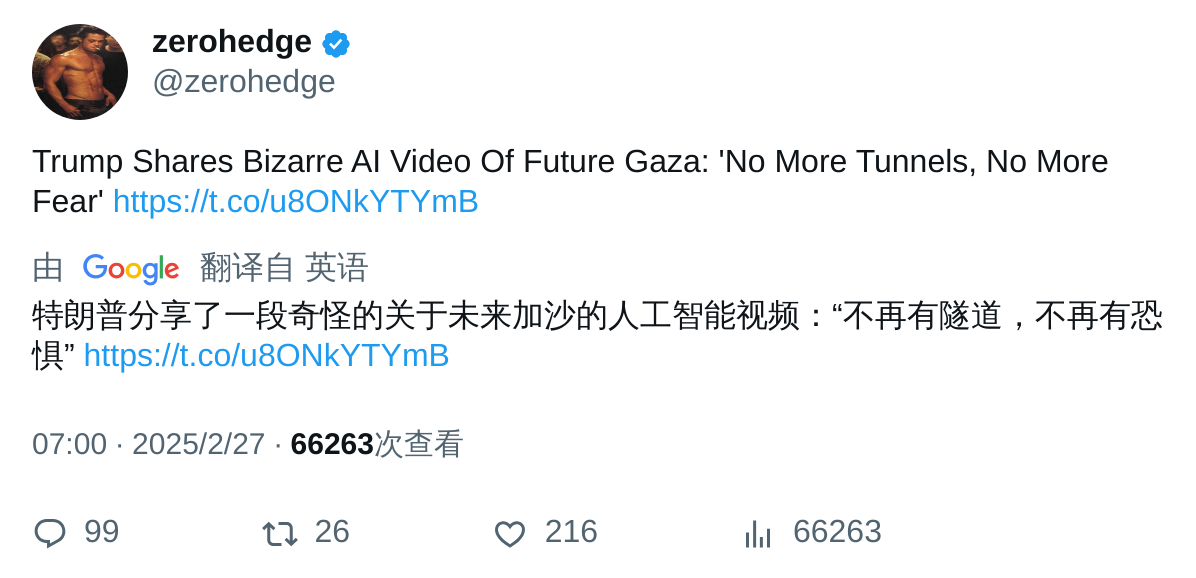 zerohedge
@zerohedge
Trump Shares Bizarre AI Video Of Future Gaza: 'No More Tunnels, No More
Fear' https://t.co/u8ONkYTYmB
由 Google 翻译自 英语
特朗普分享了一段奇怪的关于未来加沙的人工智能视频：“不再有隧道，不再有恐
惧” https://t.co/u8ONkYTYmB
07:00 · 2025/2/27 · 66263次查看
99 26 216 66263